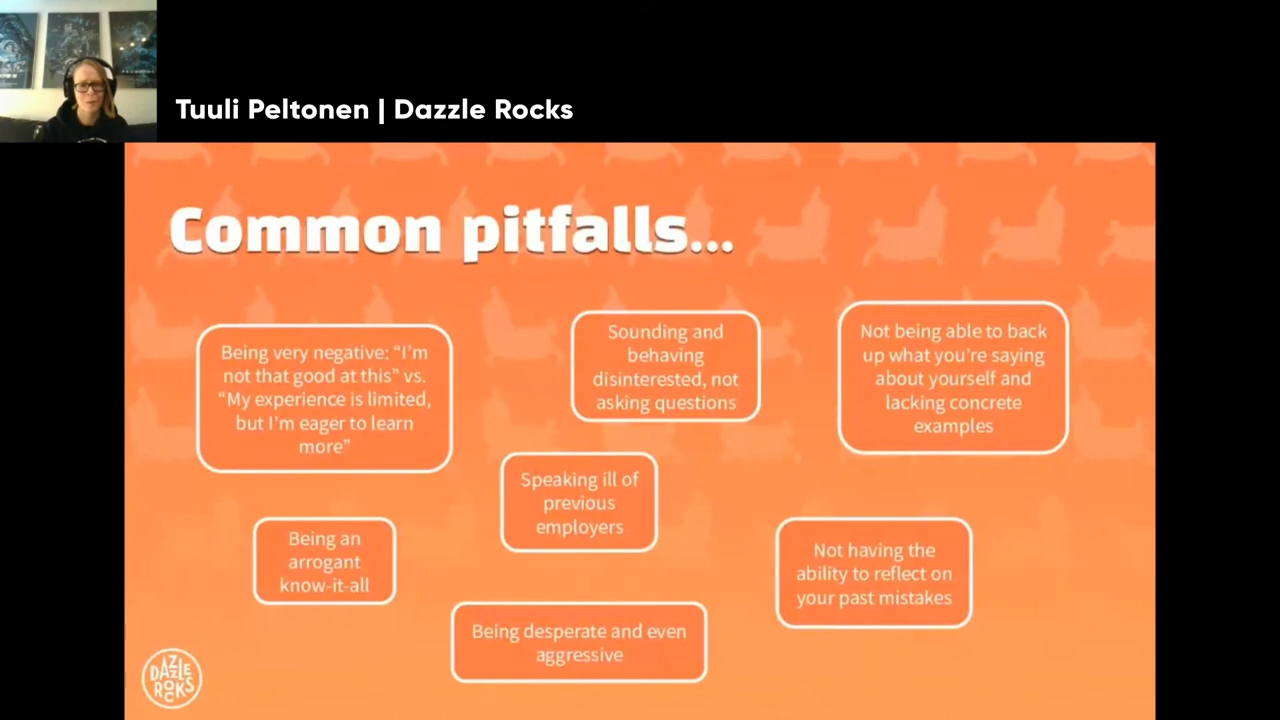 Tuuli Peltonen | Dazzle Rocks
Common pitfalls...
Being very negative: “I’m
not that good at this” vs.
“My experience is limited,
but I’m eager to learn
more”
Sounding and
behaving
disinterested, not
asking questions
Not being able to back
up what you’re saying
about yourself and
lacking concrete
examples
Speaking ill of
previous
employers
Being an
arrogant
know-it-all
Not having the
ability to reflect on
your past mistakes
Being desperate and even
aggressive
DAZZLE
ROCKS